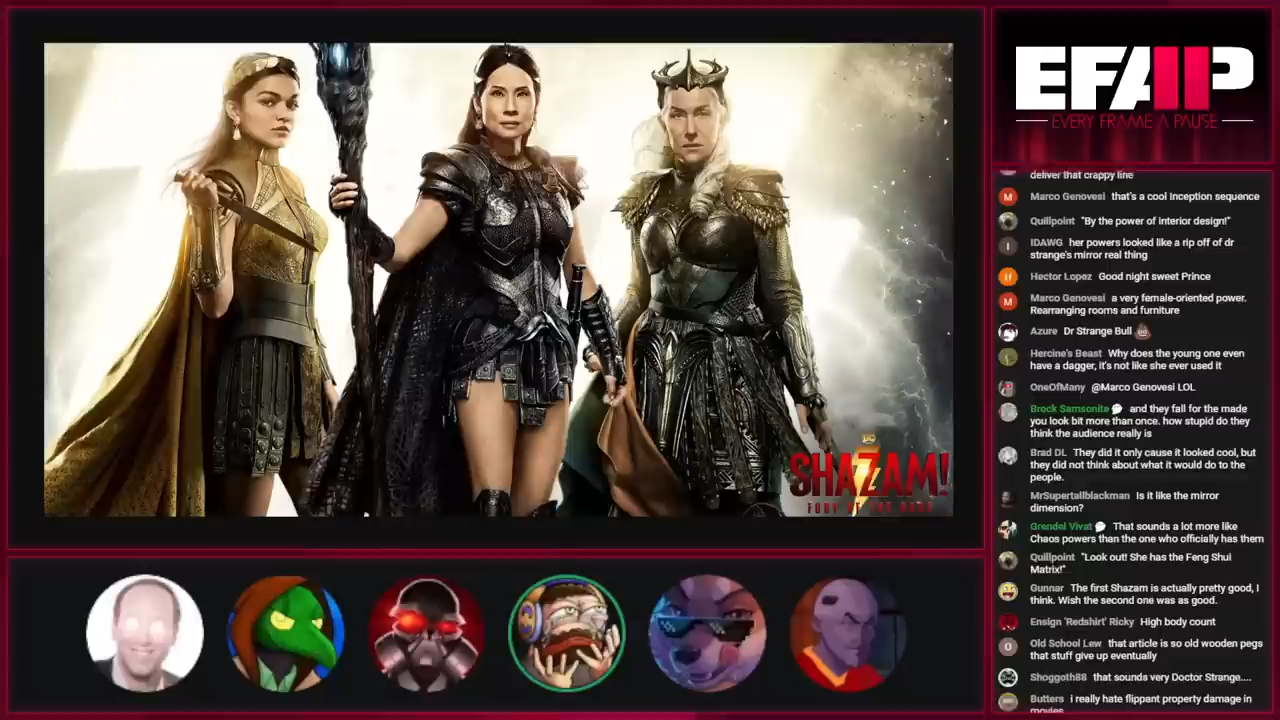 DC
SHAZAM!
FURY OF THE GODS
EFAP
EVERY FRAME A PAUSE
deliver that crappy line
M Marco Genovesi that's a cool Inception sequence
Quillpoint "By the power of interior design!"
I IDAWG her powers looked like a rip off of dr
strange's mirror real thing
H Hector Lopez Good night sweet Prince
M Marco Genovesi a very female-oriented power.
Rearranging rooms and furniture
Azure Dr Strange Bull 💩
Hercine's Beast Why does the young one even
have a dagger, it's not like she ever used it
OneOfMany @Marco Genovesi LOL
Brock Samsonite and they fall for the made
you look bit more than once. how stupid do they
think the audience really is
Brad DL They did it only cause it looked cool, but
they did not think about what it would do to the
people.
MrSupertallblackman Is it like the mirror
dimension?
Grendel Vivat That sounds a lot more like
Chaos powers than the one who officially has them
Quillpoint "Look out! She has the Feng Shui
Matrix!"
Gunnar The first Shazam is actually pretty good, I
think. Wish the second one was as good.
Ensign 'Redshirt' Ricky High body count
O Old School Lew that article is so old wooden pegs
that stuff give up eventually
Shoggoth88 that sounds very Doctor Strange....
Butters i really hate flippant property damage in
movies